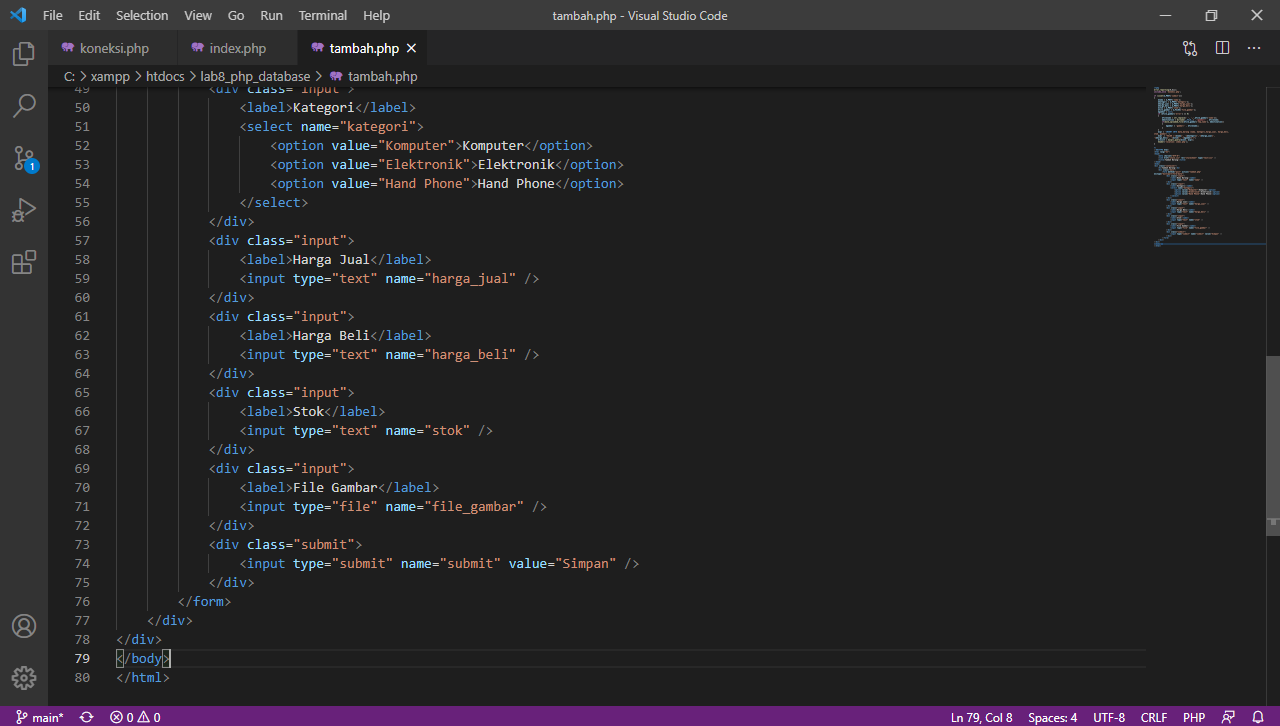 File Edit Selection View Go Run Terminal Help tambah.php - Visual Studio Code
koneksi.php index.php tambah.php
C: > xampp > htdocs > lab8_php_database > tambah.php
49 <div class="input">
50 <label>Kategori</label>
51 <select name="kategori">
52 <option value="Komputer">Komputer</option>
53 <option value="Elektronik">Elektronik</option>
54 <option value="Hand Phone">Hand Phone</option>
55 </select>
56 </div>
57 <div class="input">
58 <label>Harga Jual</label>
59 <input type="text" name="harga_jual" />
60 </div>
61 <div class="input">
62 <label>Harga Beli</label>
63 <input type="text" name="harga_beli" />
64 </div>
65 <div class="input">
66 <label>Stok</label>
67 <input type="text" name="stok" />
68 </div>
69 <div class="input">
70 <label>File Gambar</label>
71 <input type="file" name="file_gambar" />
72 </div>
73 <div class="submit">
74 <input type="submit" name="submit" value="Simpan" />
75 </div>
76 </form>
77 </div>
78 </div>
79 </body>
80 </html>
1
main* 0 0 Ln 79, Col 8 Spaces: 4 UTF-8 CRLF PHP